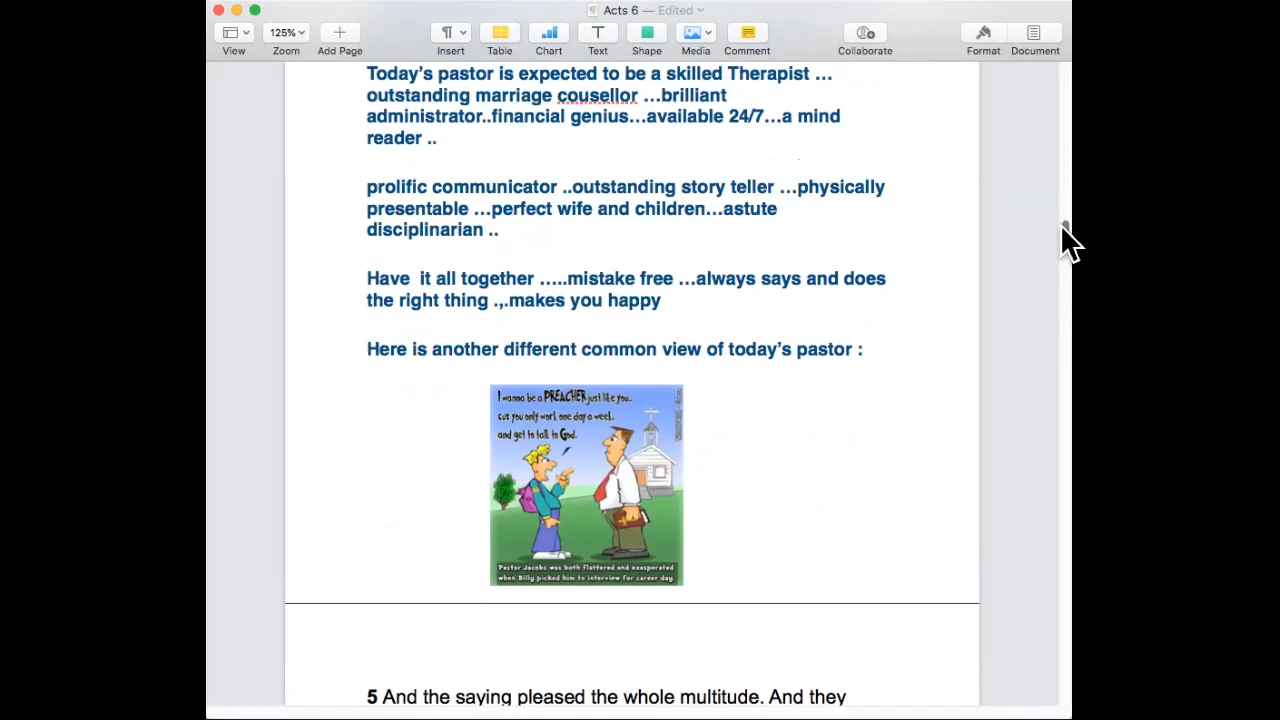 Acts 6 — Edited
125%
View
Zoom
Add Page
Insert
Table
Chart
Text
Shape
Media
Comment
Collaborate
Format
Document
Today’s pastor is expected to be a skilled Therapist …
outstanding marriage cousellor …brilliant
administrator..financial genius…available 24/7…a mind
reader ..
prolific communicator ..outstanding story teller …physically
presentable …perfect wife and children…astute
disciplinarian ..
Have  it all together …..mistake free …always says and does
the right thing .,.makes you happy
Here is another different common view of today’s pastor :
I wanna be a PREACHER just like you..
cuz you only work one day a week.
and get to talk to God.
Pastor Jacobs was both flattered and exasperated
when Billy picked him to interview for career day.
5 And the saying pleased the whole multitude. And they